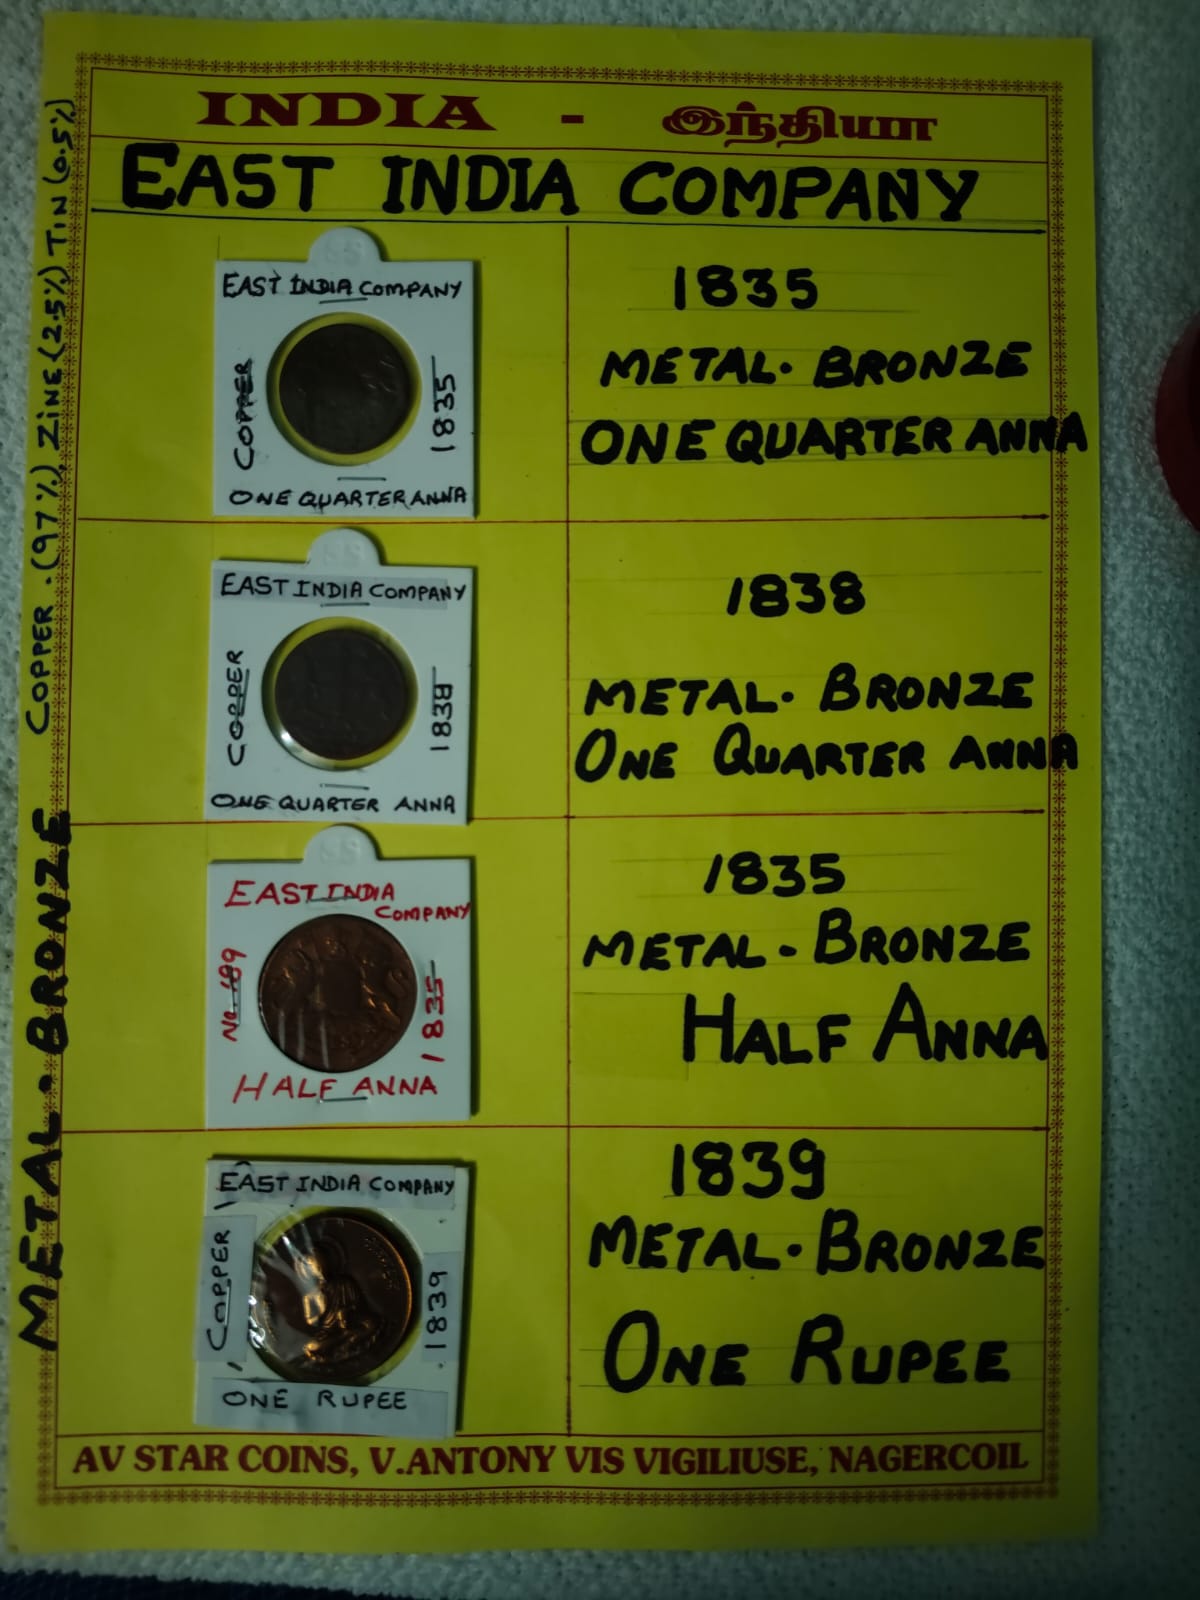 INDIA - இந்தியா
EAST INDIA COMPANY
EAST INDIA COMPANY
COPPER
1835
ONE QUARTER ANNA
1835
METAL. BRONZE
ONE QUARTER ANNA
EAST INDIA COMPANY
COPPER
1838
ONE QUARTER ANNA
1838
METAL. BRONZE
ONE QUARTER ANNA
EAST INDIA
COMPANY
No. 189
1835
HALF ANNA
1835
METAL - BRONZE
HALF ANNA
EAST INDIA COMPANY
COPPER
1839
ONE RUPEE
1839
METAL. BRONZE
ONE RUPEE
METAL. BRONZE COPPER. (97%), ZINE (2.5%) TIN (0.5%)
AV STAR COINS, V.ANTONY VIS VIGILIUSE, NAGERCOIL